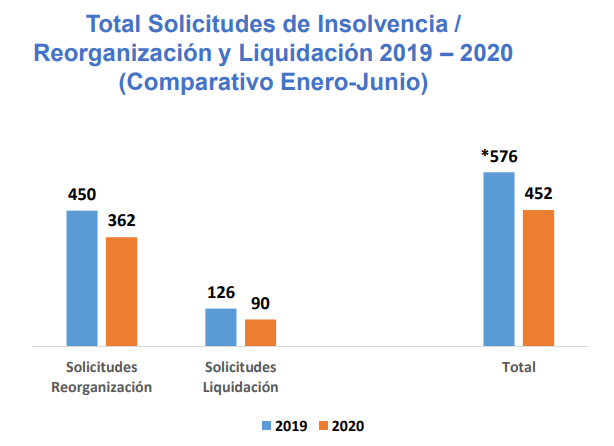 Total Solicitudes de Insolvencia /
Reorganización y Liquidación 2019 – 2020
(Comparativo Enero-Junio)
*576
450
452
362
126
90
Solicitudes
Reorganización
Solicitudes
Liquidación
Total
2019
2020